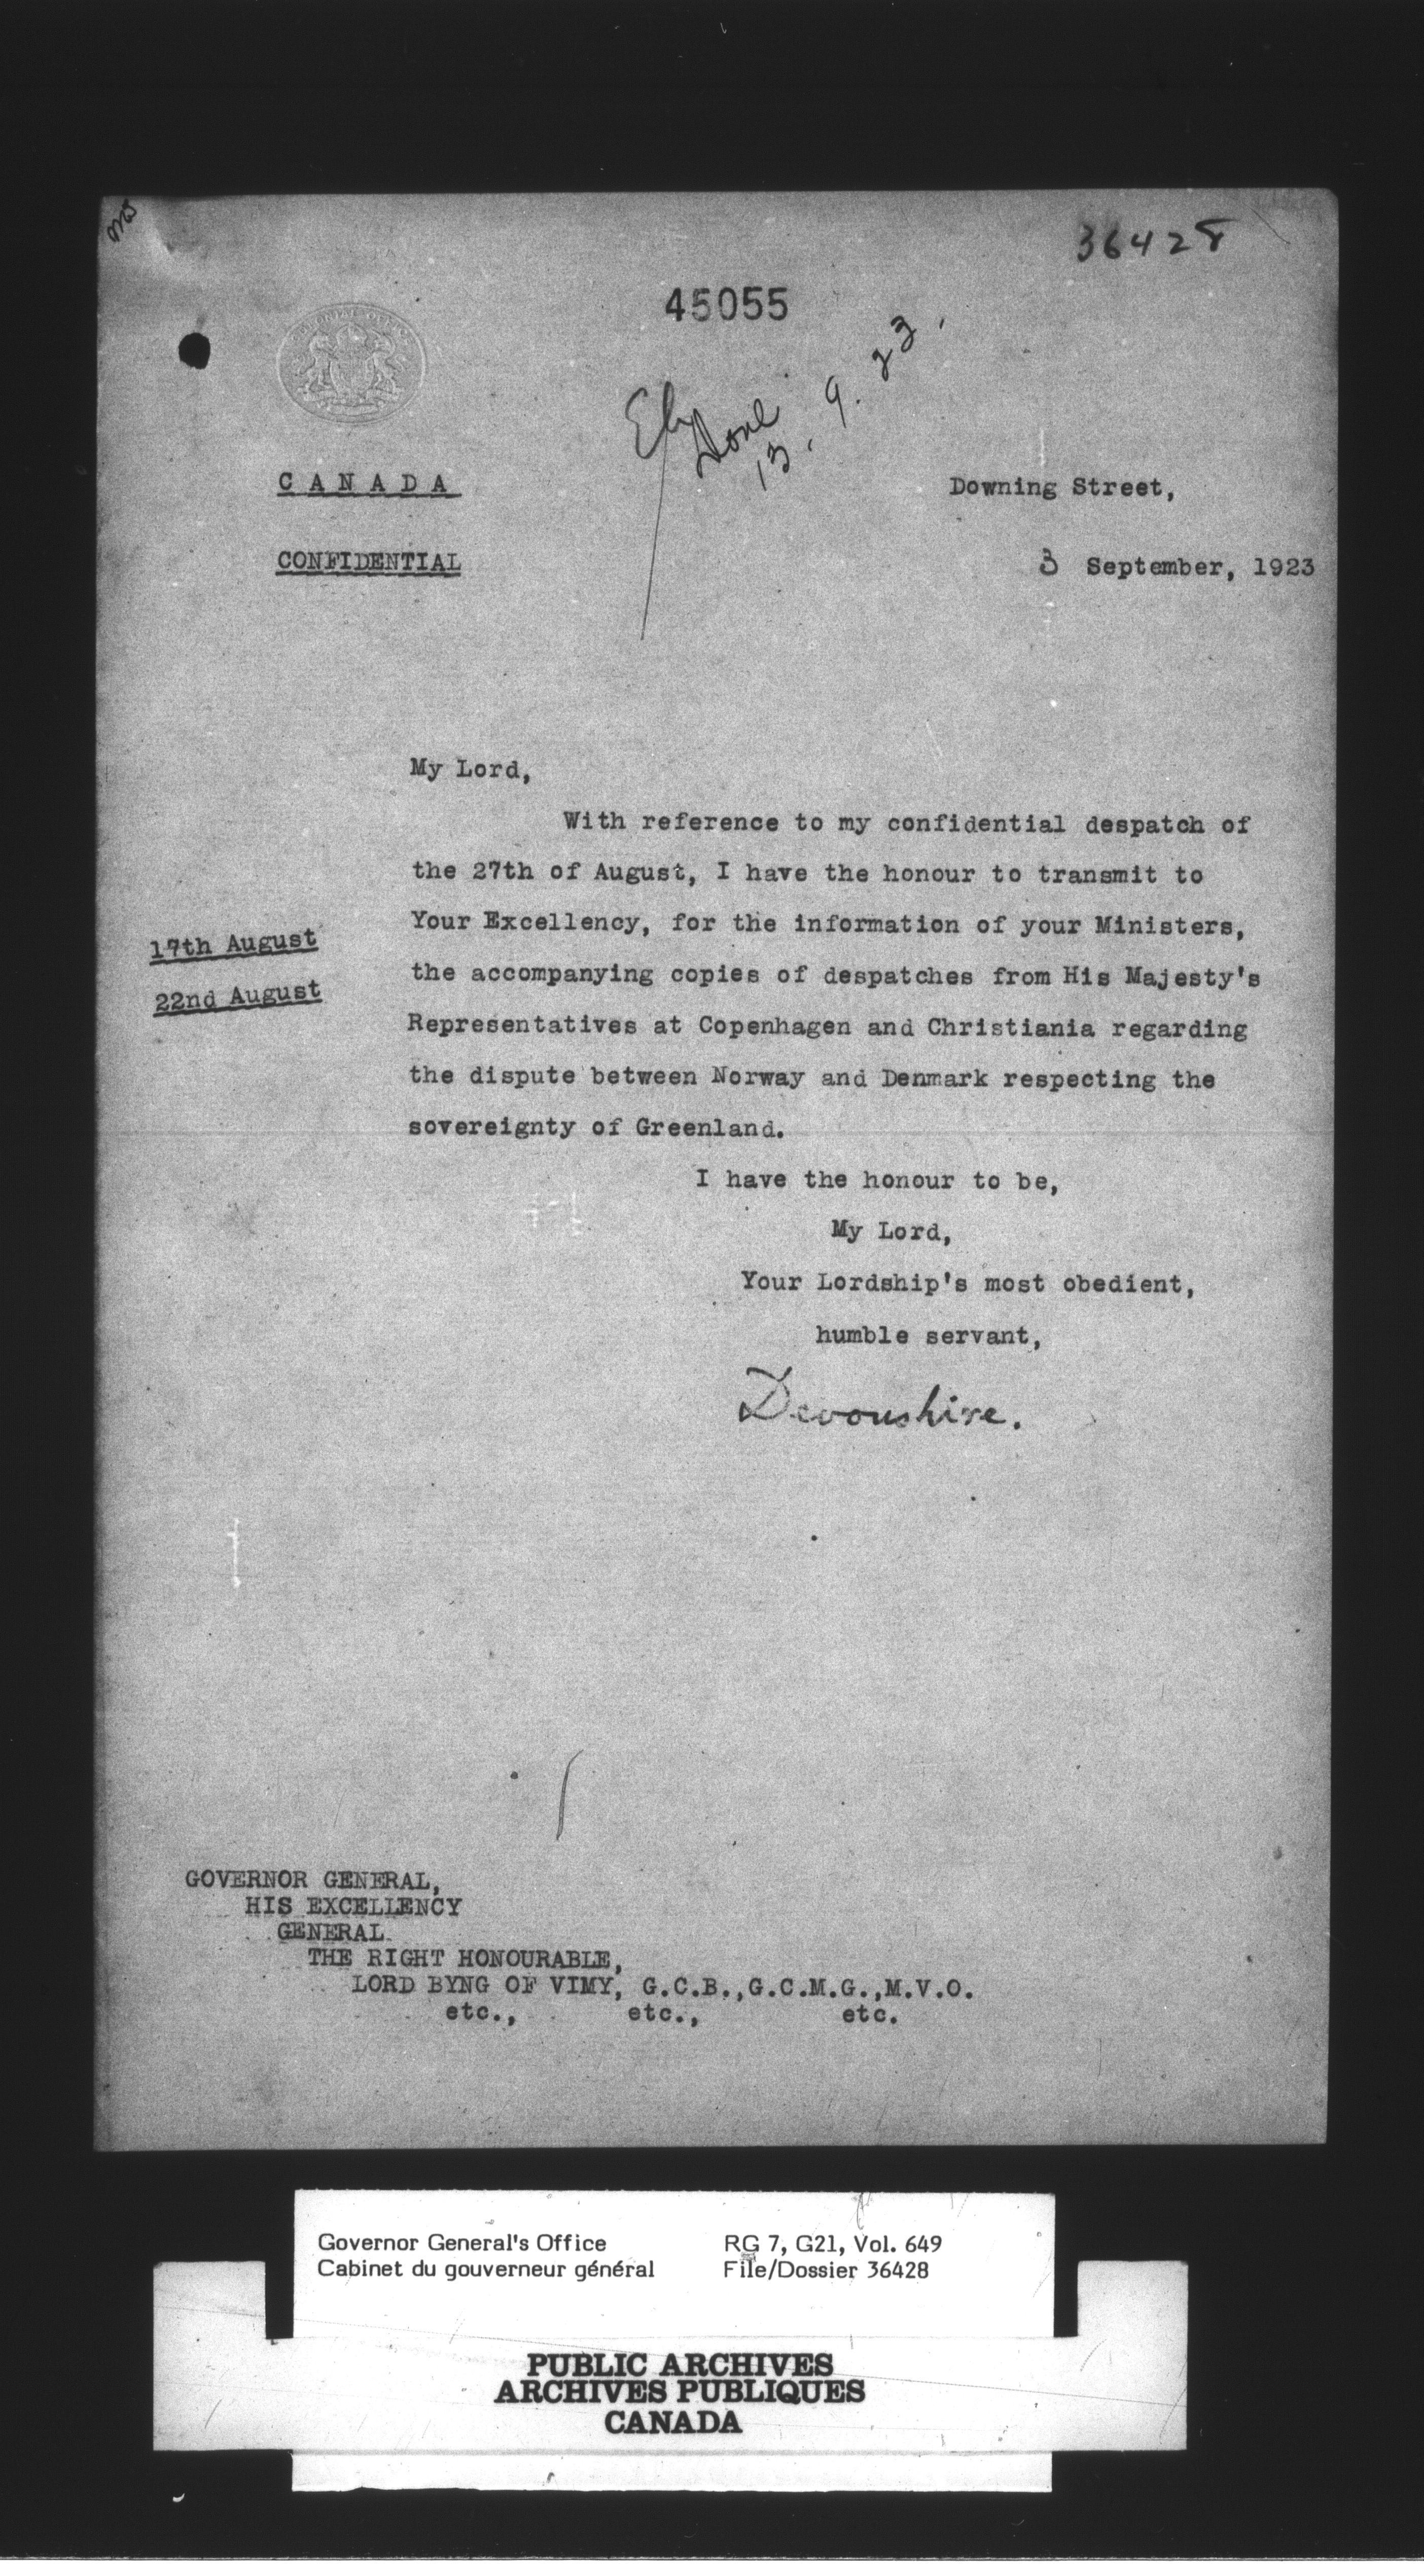 36428
45055
Done
13. 9. 23.
CANADA
Downing Street,
CONFIDENTIAL
3 September, 1923
My Lord,
With reference to my confidential despatch of
the 27th of August, I have the honour to transmit to
Your Excellency, for the information of your Ministers,
17th August
the accompanying copies of despatches from His Majesty's
22nd August
Representatives at Copenhagen and Christiania regarding
the dispute between Norway and Denmark respecting the
sovereignty of Greenland.
I have the honour to be,
My Lord,
Your Lordship's most obedient,
humble servant,
Devonshire.
GOVERNOR GENERAL,
HIS EXCELLENCY
GENERAL
THE RIGHT HONOURABLE,
LORD BYNG OF VIMY, G.C.B.,G.C.M.G.,M.V.O.
etc., etc., etc.
Governor General's Office RG 7, G21, Vol. 649
Cabinet du gouverneur général File/Dossier 36428
PUBLIC ARCHIVES
ARCHIVES PUBLIQUES
CANADA